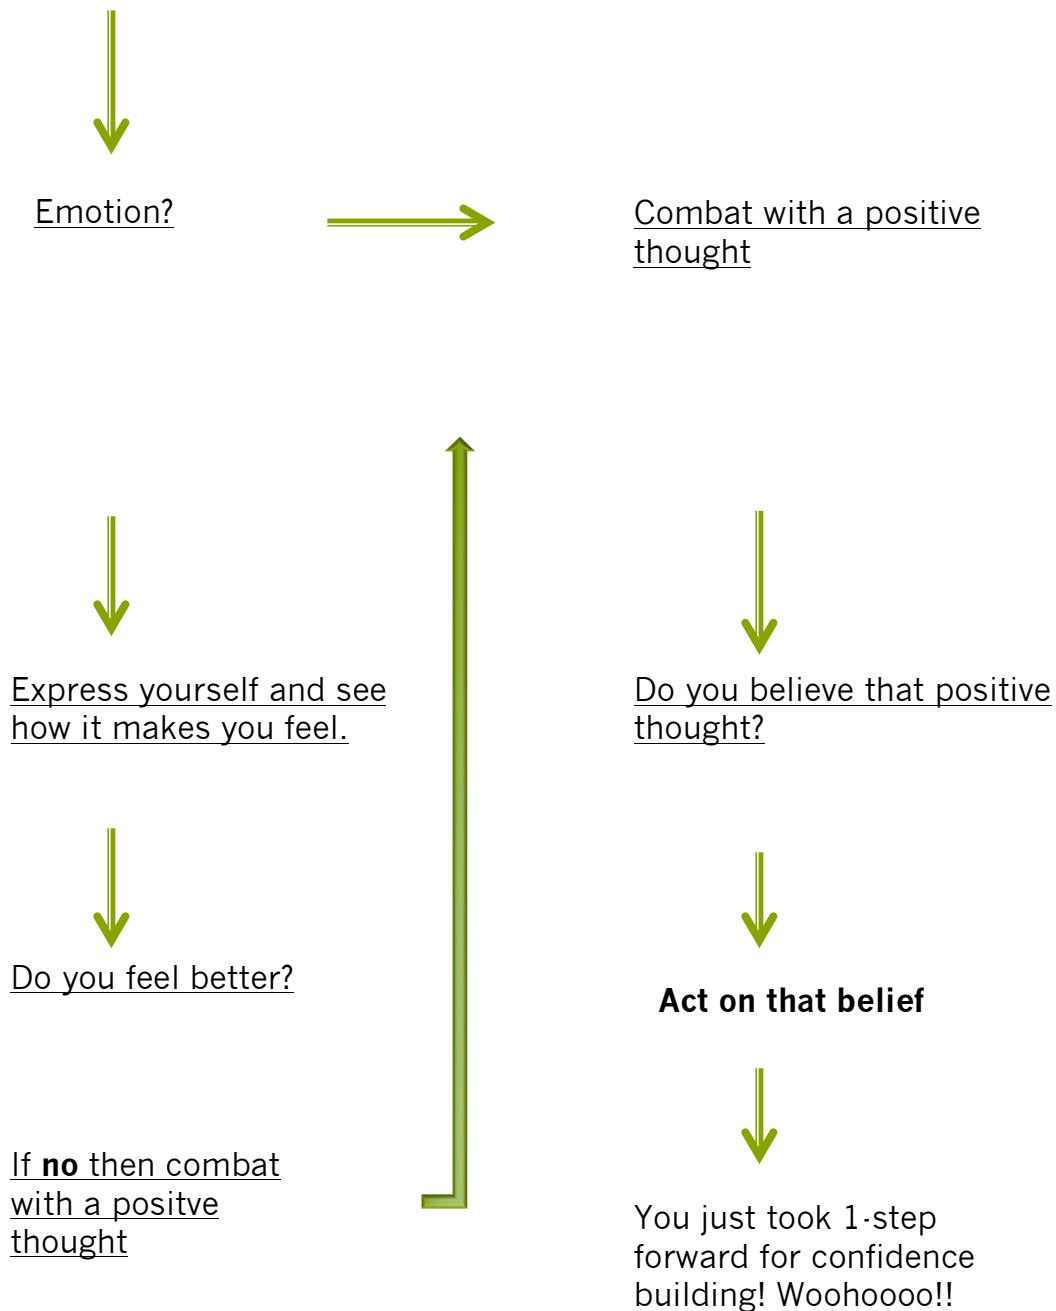 Emotion?
Combat with a positive
thought
Express yourself and see
how it makes you feel.
Do you believe that positive
thought?
Do you feel better?
Act on that belief
If no then combat
with a positve
thought
You just took 1-step
forward for confidence
building! Woohoooo!!